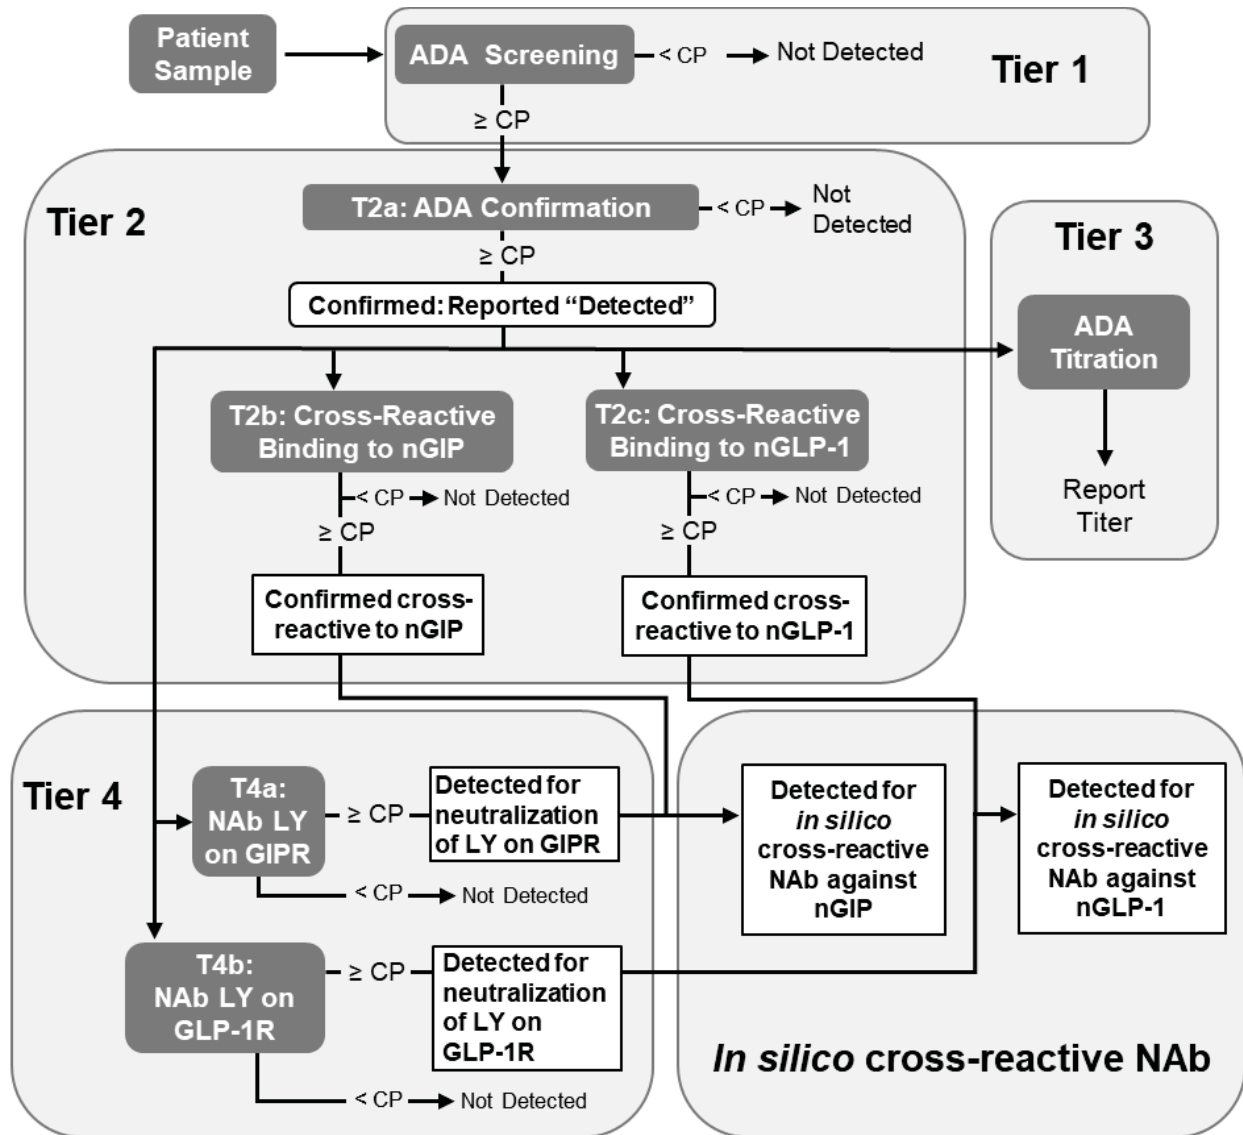 Patient
Sample
ADA Screening
< CP
Not Detected
Tier 1
≥ CP
Tier 2
T2a: ADA Confirmation
< CP
Not
Detected
≥ CP
Confirmed: Reported “Detected”
Tier 3
ADA
Titration
Report
Titer
T2b: Cross-Reactive
Binding to nGIP
< CP
Not Detected
≥ CP
Confirmed cross-
reactive to nGIP
T2c: Cross-Reactive
Binding to nGLP-1
< CP
Not Detected
≥ CP
Confirmed cross-
reactive to nGLP-1
Tier 4
T4a:
NAb LY
on GIPR
≥ CP
Detected for
neutralization
of LY on GIPR
< CP
Not Detected
T4b:
NAb LY on
GLP-1R
≥ CP
Detected for
neutralization
of LY on
GLP-1R
< CP
Not Detected
Detected for
in silico
cross-reactive
NAb against
nGIP
Detected for
in silico
cross-reactive
NAb against
nGLP-1
In silico cross-reactive NAb